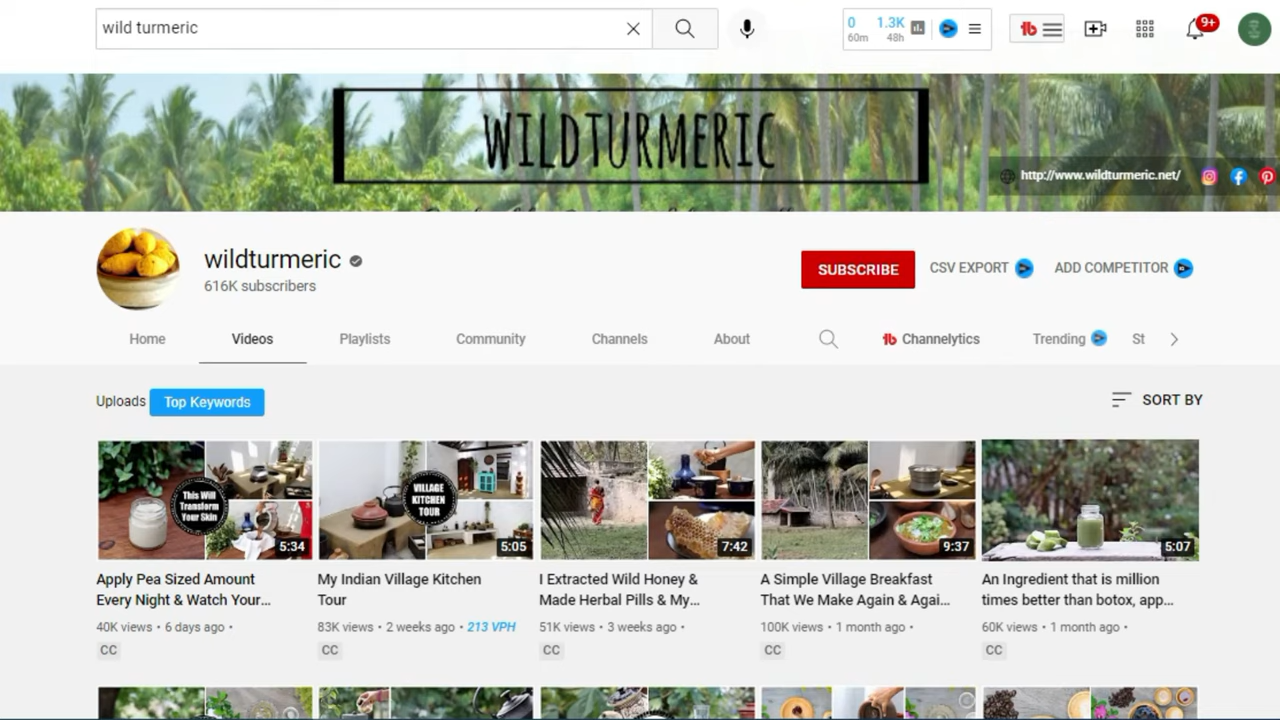 wild turmeric
0 1.3K
60m 48h
9+
WILDTURMERIC
http://www.wildturmeric.net/
wildturmeric
616K subscribers
SUBSCRIBE
CSV EXPORT
ADD COMPETITOR
Home Videos Playlists Community Channels About Channelytics Trending St
Uploads Top Keywords
SORT BY
This Will
Transform
Your Skin
5:34
VILLAGE
KITCHEN
TOUR
5:05
7:42
9:37
5:07
Apply Pea Sized Amount
Every Night & Watch Your...
40K views • 6 days ago •
CC
My Indian Village Kitchen
Tour
83K views • 2 weeks ago • 213 VPH
CC
I Extracted Wild Honey &
Made Herbal Pills & My...
51K views • 3 weeks ago •
CC
A Simple Village Breakfast
That We Make Again & Agai...
100K views • 1 month ago •
CC
An Ingredient that is million
times better than botox, app...
60K views • 1 month ago •
CC